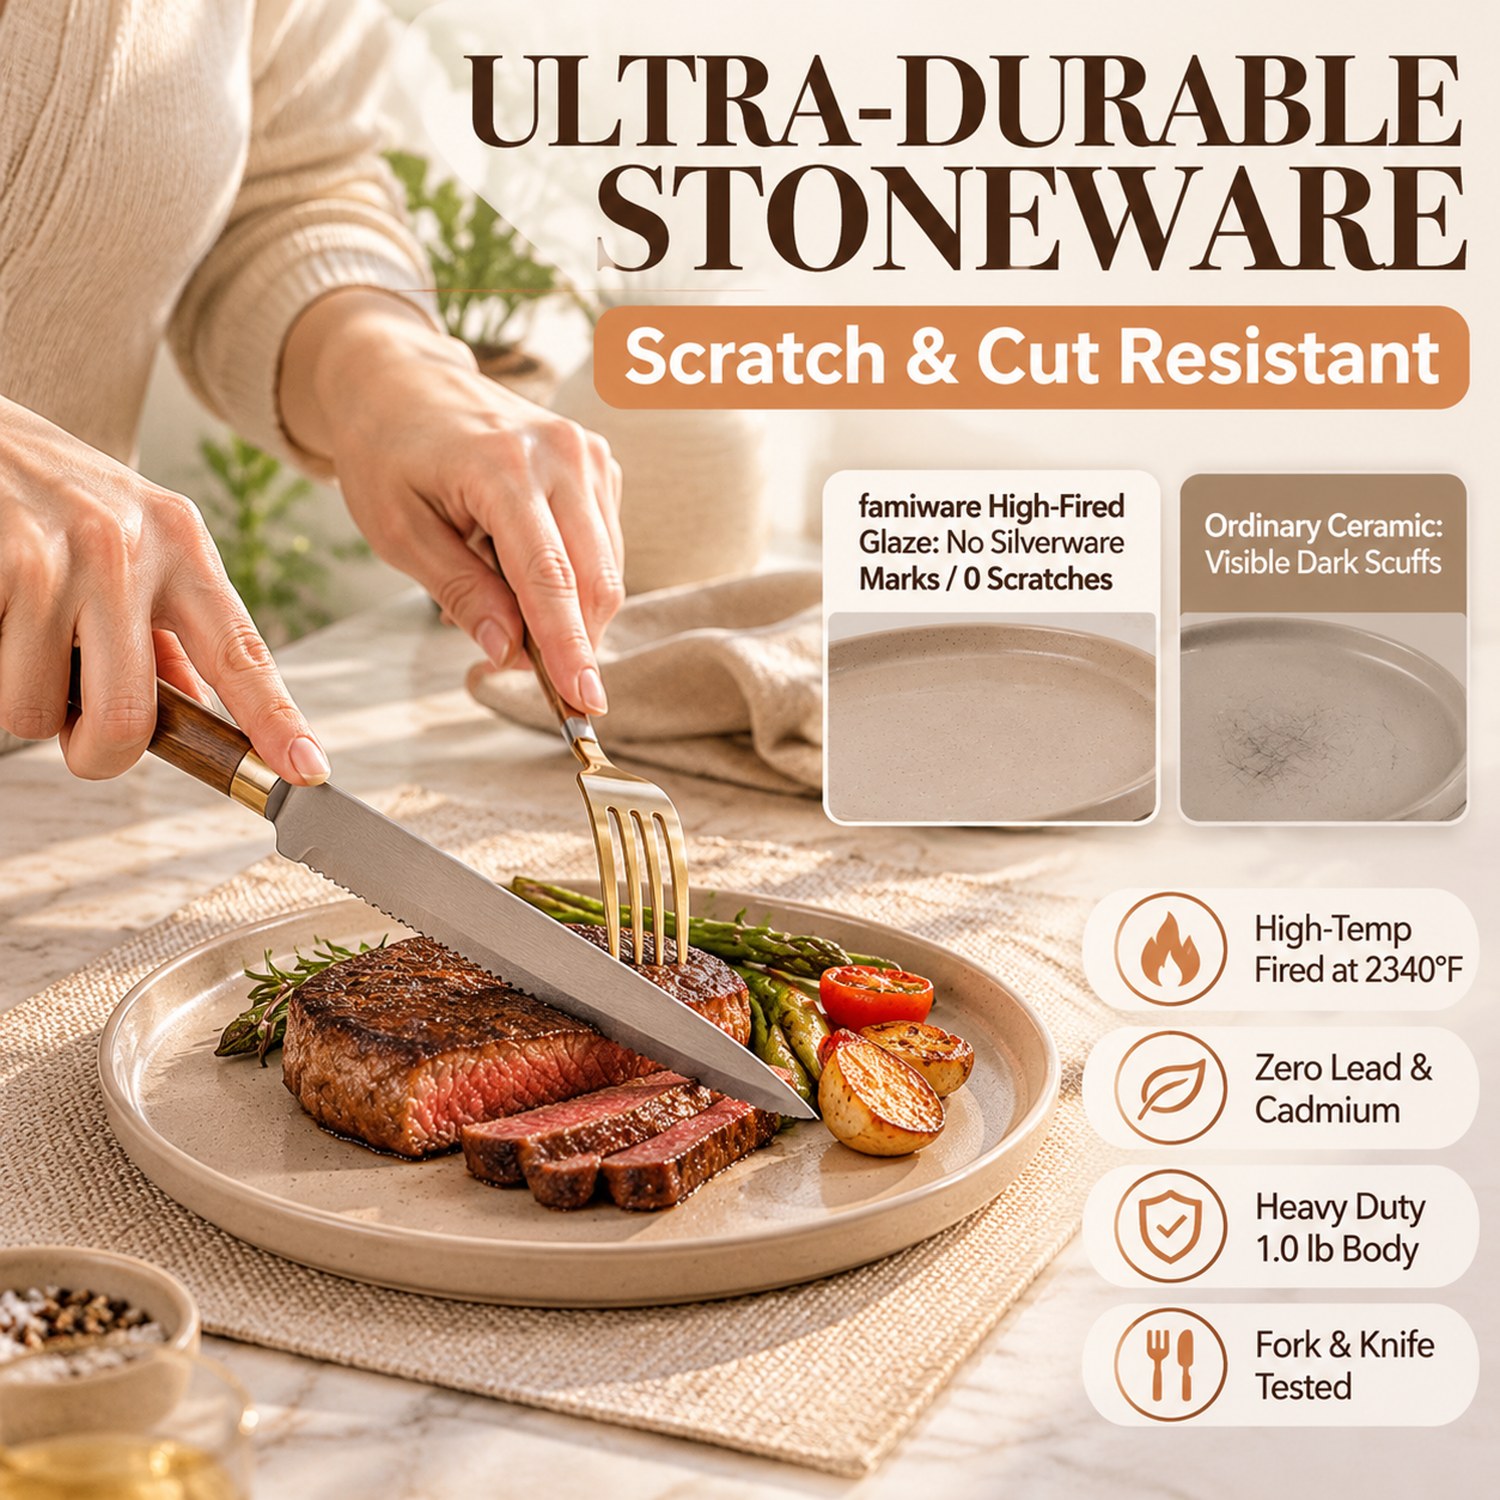 ULTRA-DURABLE
STONEWARE
Scratch & Cut Resistant
famiware High-Fired
Glaze: No Silverware
Marks / 0 Scratches
Ordinary Ceramic:
Visible Dark Scuffs
High-Temp
Fired at 2340°F
Zero Lead &
Cadmium
Heavy Duty
1.0 lb Body
Fork & Knife
Tested